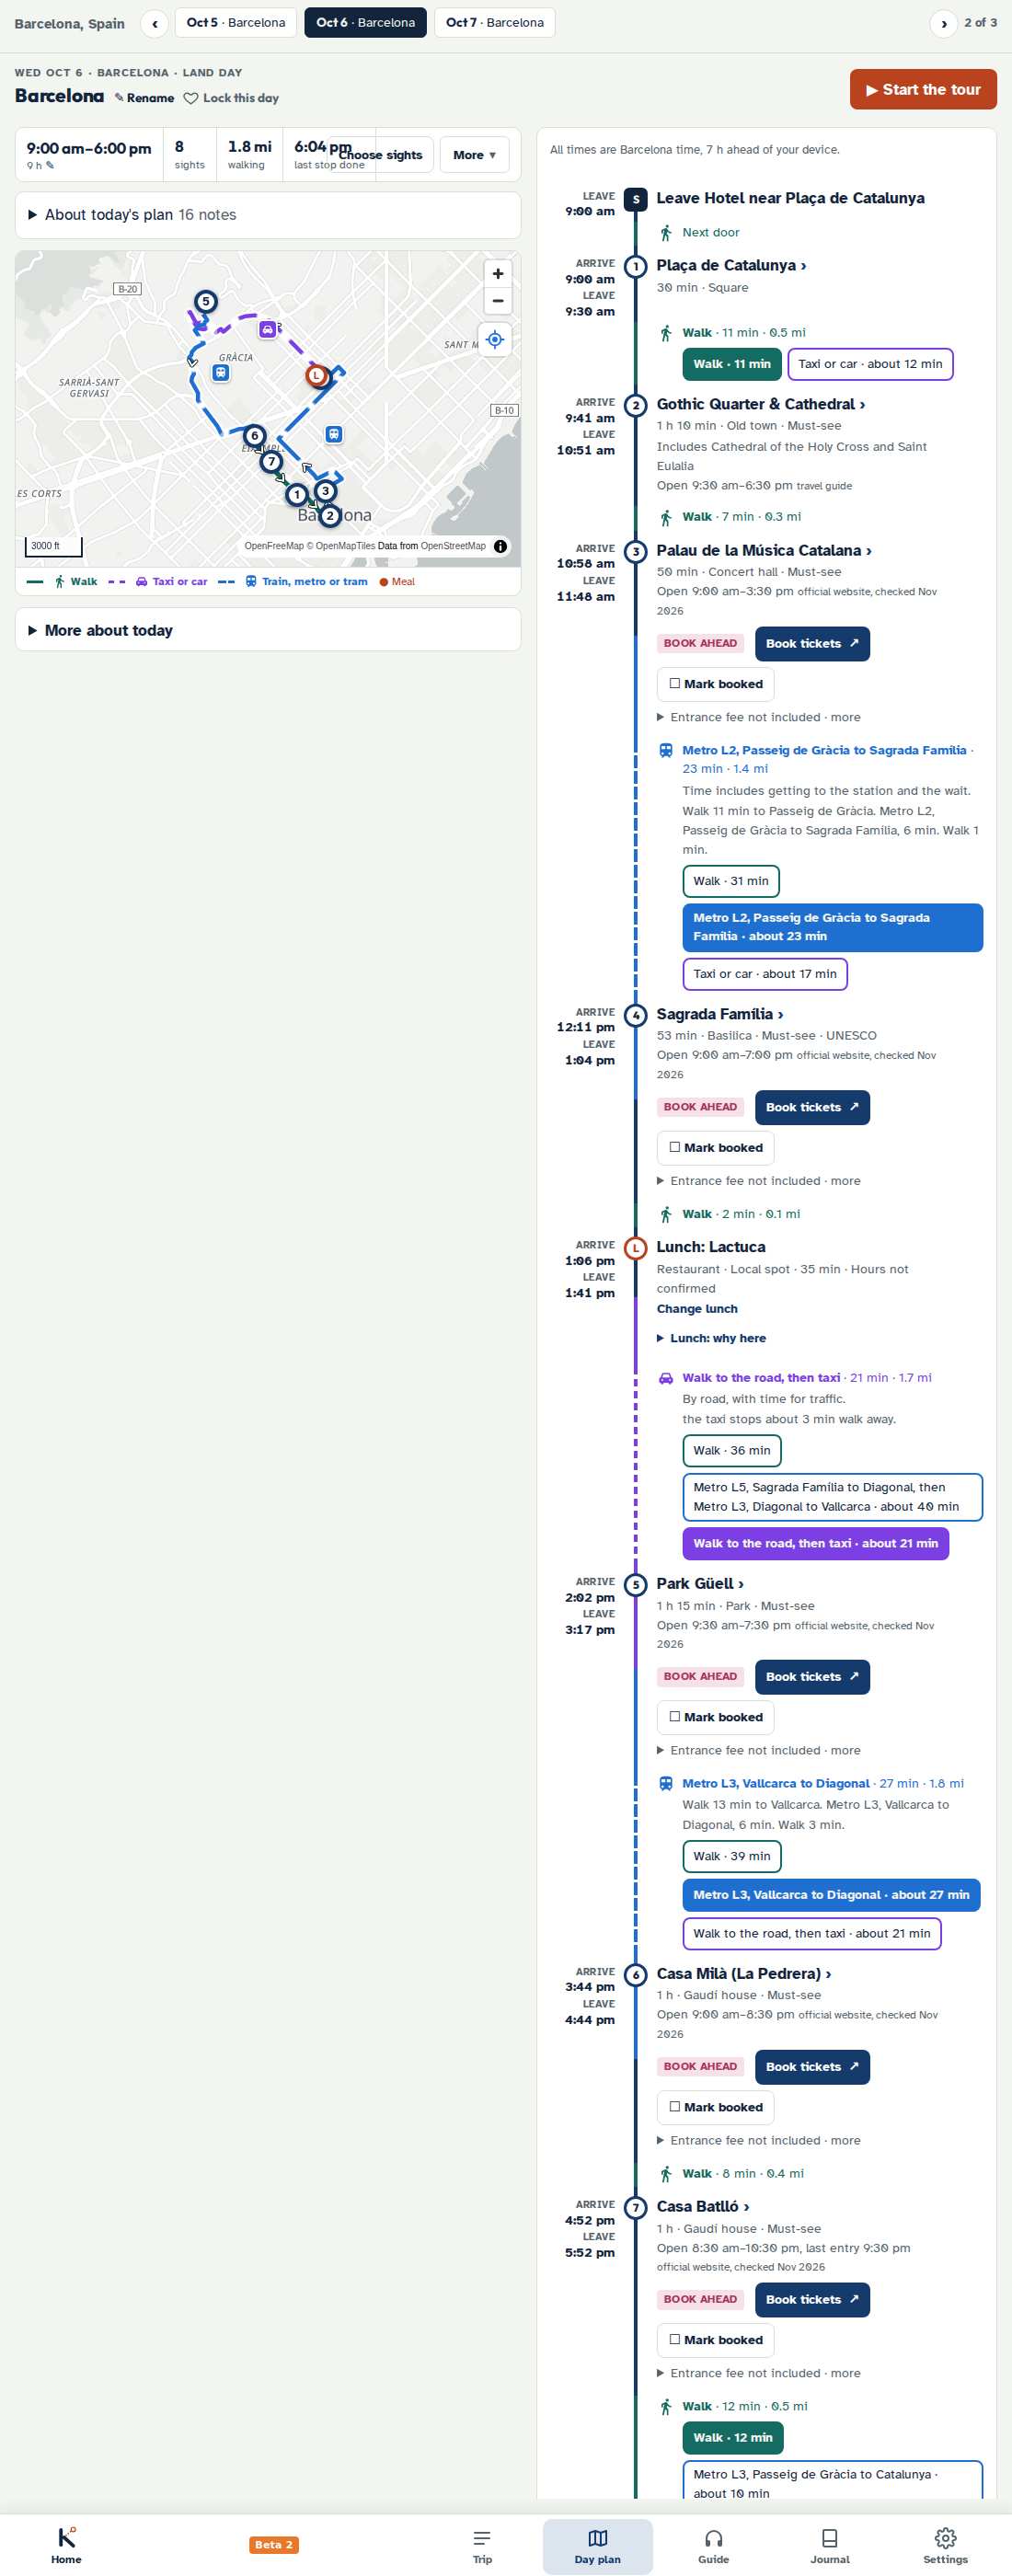 Barcelona, Spain
‹
Oct 5 · Barcelona
Oct 6 · Barcelona
Oct 7 · Barcelona
›
2 of 3
WED OCT 6 · BARCELONA · LAND DAY
Barcelona
✎ Rename
Lock this day
▶ Start the tour
9:00 am–6:00 pm
9 h ✎
8
sights
1.8 mi
walking
6:04 pm
last stop done
Choose sights
More ▾
▶ About today's plan 16 notes
B-20
5
GRÀCIA
SANT M
SARRIÀ-SANT
GERVASI
L
B-10
6
7
ES CORTS
1
3
2
3000 ft
OpenFreeMap © OpenMapTiles Data from OpenStreetMap
Walk
Taxi or car
Train, metro or tram
Meal
▶ More about today
All times are Barcelona time, 7 h ahead of your device.
LEAVE
9:00 am
S
Leave Hotel near Plaça de Catalunya
Next door
ARRIVE
9:00 am
LEAVE
9:30 am
1
Plaça de Catalunya ›
30 min · Square
Walk · 11 min · 0.5 mi
Walk · 11 min
Taxi or car · about 12 min
ARRIVE
9:41 am
LEAVE
10:51 am
2
Gothic Quarter & Cathedral ›
1 h 10 min · Old town · Must-see
Includes Cathedral of the Holy Cross and Saint
Eulalia
Open 9:30 am–6:30 pm travel guide
Walk · 7 min · 0.3 mi
ARRIVE
10:58 am
LEAVE
11:48 am
3
Palau de la Música Catalana ›
50 min · Concert hall · Must-see
Open 9:00 am–3:30 pm official website, checked Nov
2026
BOOK AHEAD
Book tickets ↗
☐ Mark booked
▶ Entrance fee not included · more
Metro L2, Passeig de Gràcia to Sagrada Família ·
23 min · 1.4 mi
Time includes getting to the station and the wait.
Walk 11 min to Passeig de Gràcia. Metro L2,
Passeig de Gràcia to Sagrada Família, 6 min. Walk 1
min.
Walk · 31 min
Metro L2, Passeig de Gràcia to Sagrada
Família · about 23 min
Taxi or car · about 17 min
ARRIVE
12:11 pm
LEAVE
1:04 pm
4
Sagrada Família ›
53 min · Basilica · Must-see · UNESCO
Open 9:00 am–7:00 pm official website, checked Nov
2026
BOOK AHEAD
Book tickets ↗
☐ Mark booked
▶ Entrance fee not included · more
Walk · 2 min · 0.1 mi
ARRIVE
1:06 pm
LEAVE
1:41 pm
L
Lunch: Lactuca
Restaurant · Local spot · 35 min · Hours not
confirmed
Change lunch
▶ Lunch: why here
Walk to the road, then taxi · 21 min · 1.7 mi
By road, with time for traffic.
the taxi stops about 3 min walk away.
Walk · 36 min
Metro L5, Sagrada Família to Diagonal, then
Metro L3, Diagonal to Vallcarca · about 40 min
Walk to the road, then taxi · about 21 min
ARRIVE
2:02 pm
LEAVE
3:17 pm
5
Park Güell ›
1 h 15 min · Park · Must-see
Open 9:30 am–7:30 pm official website, checked Nov
2026
BOOK AHEAD
Book tickets ↗
☐ Mark booked
▶ Entrance fee not included · more
Metro L3, Vallcarca to Diagonal · 27 min · 1.8 mi
Walk 13 min to Vallcarca. Metro L3, Vallcarca to
Diagonal, 6 min. Walk 3 min.
Walk · 39 min
Metro L3, Vallcarca to Diagonal · about 27 min
Walk to the road, then taxi · about 21 min
ARRIVE
3:44 pm
LEAVE
4:44 pm
6
Casa Milà (La Pedrera) ›
1 h · Gaudí house · Must-see
Open 9:00 am–8:30 pm official website, checked Nov
2026
BOOK AHEAD
Book tickets ↗
☐ Mark booked
▶ Entrance fee not included · more
Walk · 8 min · 0.4 mi
ARRIVE
4:52 pm
LEAVE
5:52 pm
7
Casa Batlló ›
1 h · Gaudí house · Must-see
Open 8:30 am–10:30 pm, last entry 9:30 pm
official website, checked Nov 2026
BOOK AHEAD
Book tickets ↗
☐ Mark booked
▶ Entrance fee not included · more
Walk · 12 min · 0.5 mi
Walk · 12 min
Metro L3, Passeig de Gràcia to Catalunya ·
about 10 min
Home
Beta 2
Trip
Day plan
Guide
Journal
Settings